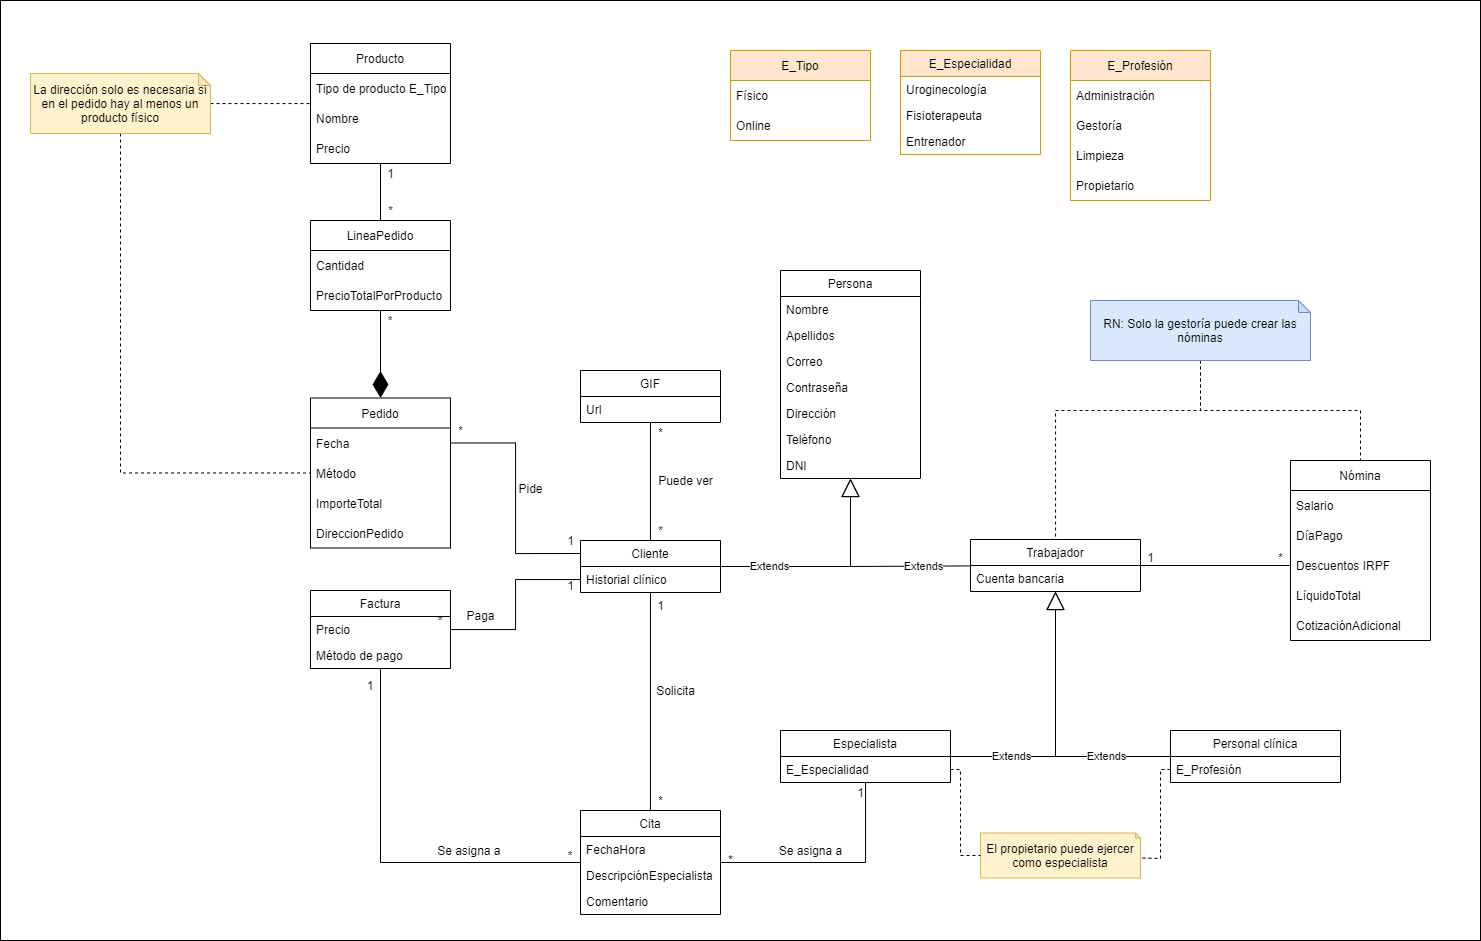 Producto
Tipo de producto E_Tipo
Nombre
Precio
La dirección solo es necesaria si
en el pedido hay al menos un
producto físico
E_Tipo
Físico
Online
E_Especialidad
Uroginecología
Fisioterapeuta
Entrenador
E_Profesión
Administración
Gestoría
Limpieza
Propietario
1
*
LineaPedido
Cantidad
PrecioTotalPorProducto
*
Persona
Nombre
Apellidos
Correo
Contraseña
Dirección
Teléfono
DNI
RN: Solo la gestoría puede crear las
nóminas
GIF
Url
*
Puede ver
*
Pedido
Fecha
Método
ImporteTotal
DireccionPedido
*
Pide
1
Cliente
Historial clínico
1
1
Extends
Extends
Trabajador
Cuenta bancaria
1
*
Nómina
Salario
DíaPago
Descuentos IRPF
LíquidoTotal
CotizaciónAdicional
Factura
Precio
Método de pago
*
Paga
1
Solicita
*
Especialista
E_Especialidad
1
Extends
Extends
Personal clínica
E_Profesión
El propietario puede ejercer
como especialista
Cita
FechaHora
DescripciónEspecialista
Comentario
Se asigna a
*
*
Se asigna a